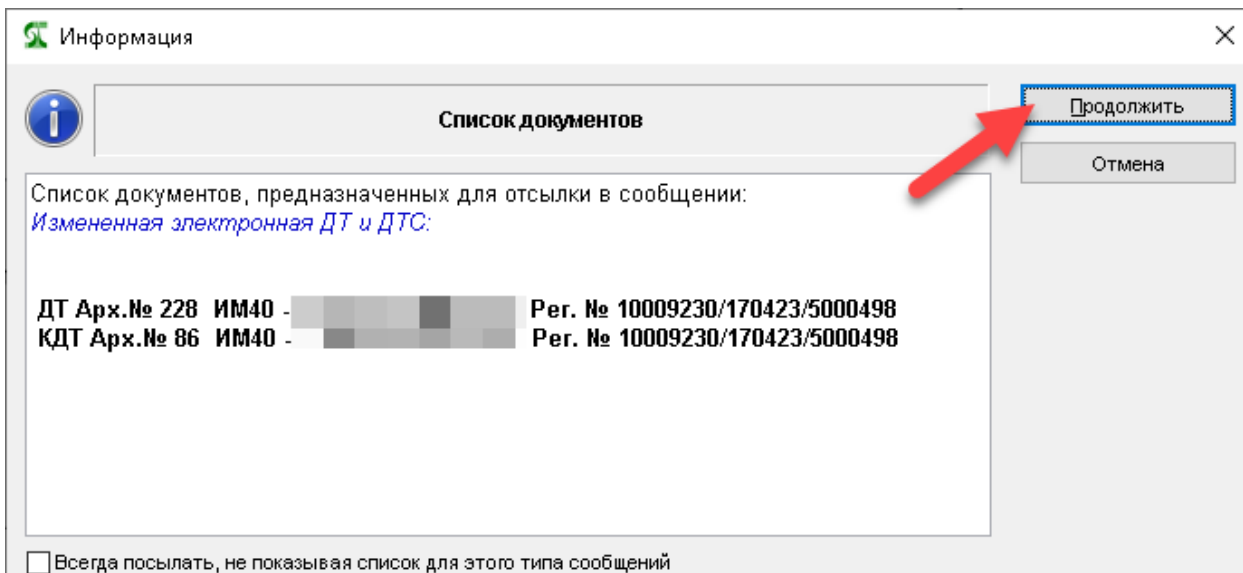 Информация
Список документов
Продолжить
Отмена
Список документов, предназначенных для отсылки в сообщении:
Измененная электронная ДТ и ДТС:
ДТ Арх.№ 228 ИМ40 - Рег. № 10009230/170423/5000498
КДТ Арх.№ 86 ИМ40 - Рег. № 10009230/170423/5000498
Всегда посылать, не показывая список для этого типа сообщений